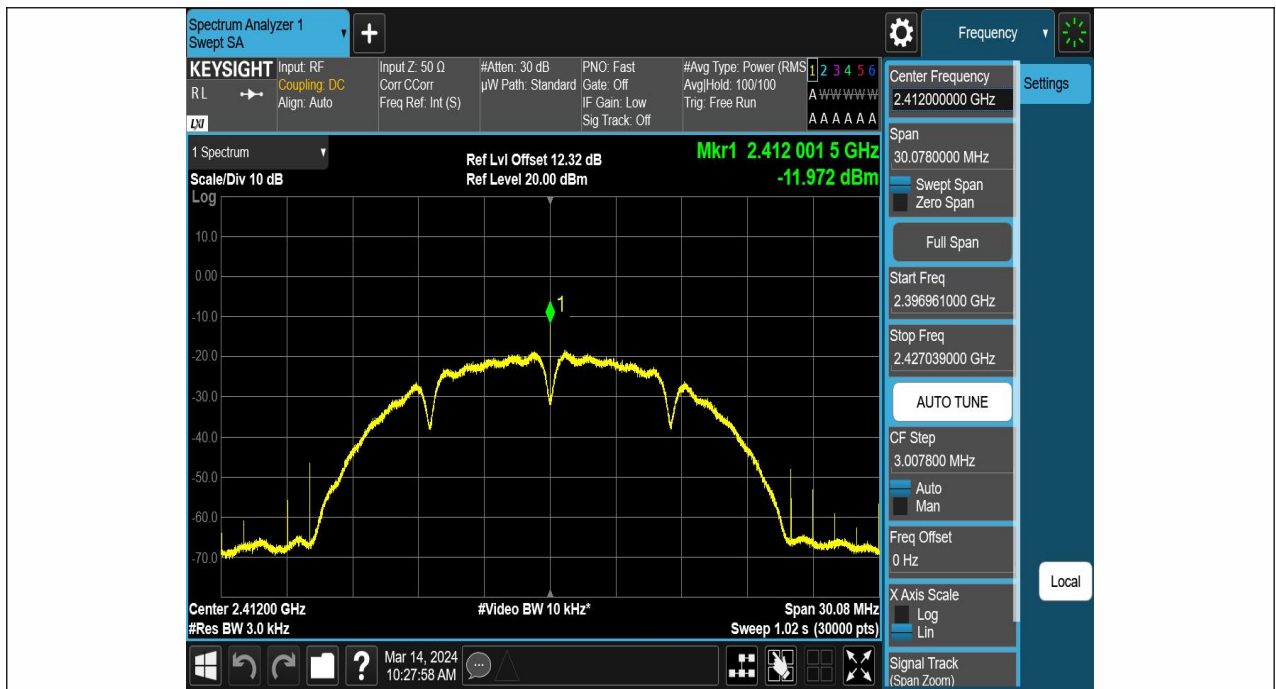 Spectrum Analyzer 1
Swept SA
+
Frequency
KEYSIGHT
RL
LXI
Input: RF
Coupling: DC
Align: Auto
Input Z: 50 Ω
Corr CCorr
Freq Ref: Int (S)
#Atten: 30 dB
µW Path: Standard
PNO: Fast
Gate: Off
IF Gain: Low
Sig Track: Off
#Avg Type: Power (RMS
Avg|Hold: 100/100
Trig: Free Run
1 2 3 4 5 6
A W W W W W
A A A A A A
1 Spectrum
Scale/Div 10 dB
Log
Ref Lvl Offset 12.32 dB
Ref Level 20.00 dBm
Mkr1 2.412 001 5 GHz
-11.972 dBm
10.0
0.00
-10.0
-20.0
-30.0
-40.0
-50.0
-60.0
-70.0
1
Center 2.41200 GHz
#Res BW 3.0 kHz
#Video BW 10 kHz*
Span 30.08 MHz
Sweep 1.02 s (30000 pts)
Center Frequency
2.412000000 GHz
Span
30.0780000 MHz
Swept Span
Zero Span
Full Span
Start Freq
2.396961000 GHz
Stop Freq
2.427039000 GHz
AUTO TUNE
CF Step
3.007800 MHz
Auto
Man
Freq Offset
0 Hz
X Axis Scale
Log
Lin
Signal Track
(Span Zoom)
Settings
Local
?
Mar 14, 2024
10:27:58 AM